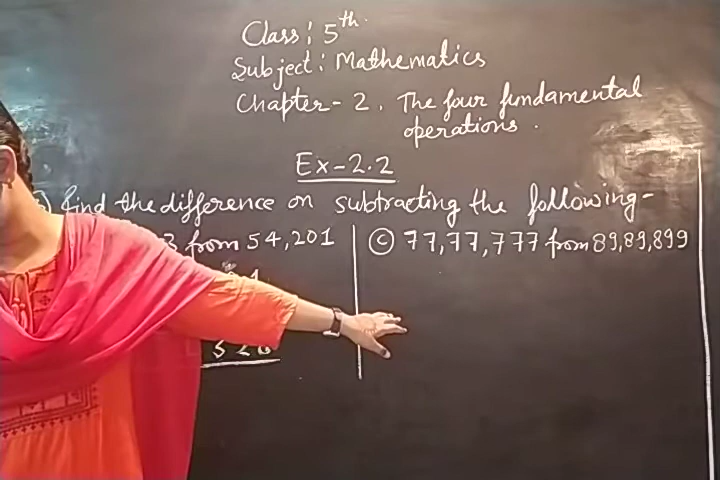 Class: 5th.
Subject: Mathematics
Chapter- 2. The four fundamental
operations.
Ex-2.2
find the difference on subtracting the following-
3 from 54,201
Ⓒ 77,77,777 from 89,89,899